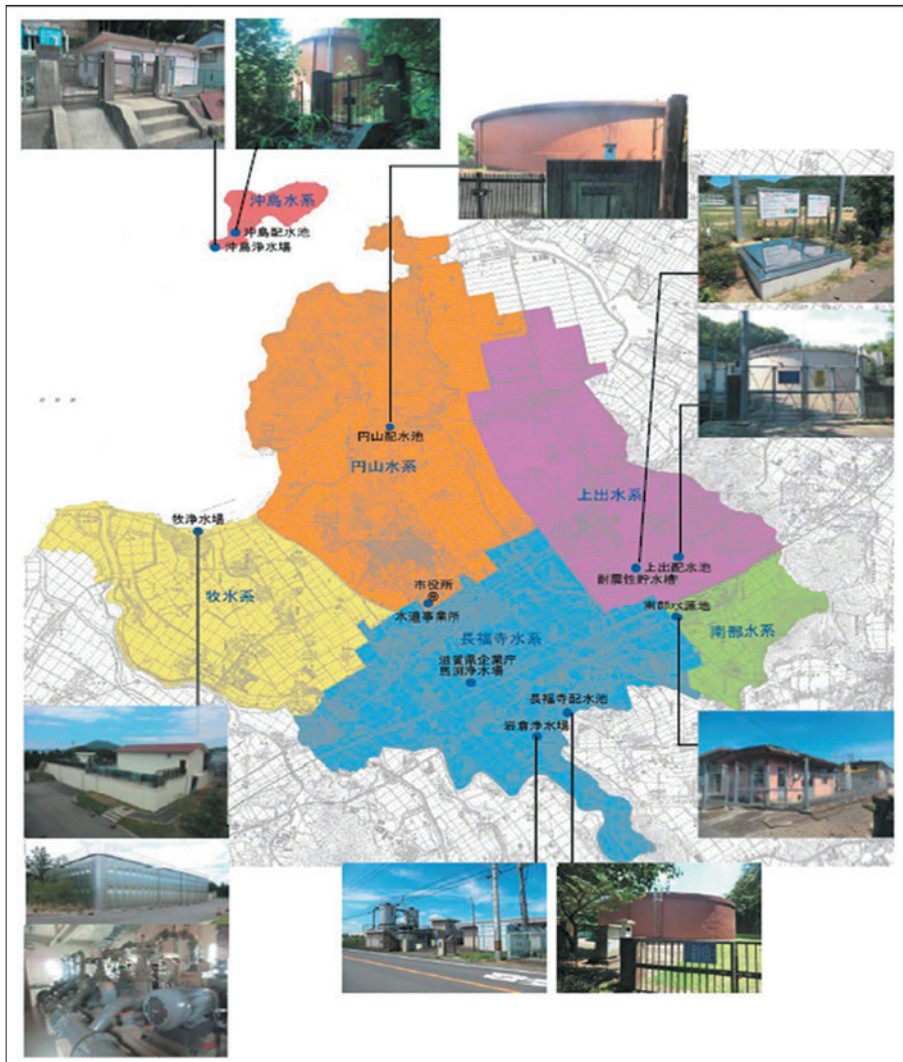 沖島水系
沖島配水池
沖島浄水場
円山配水池
円山水系
上出水系
牧浄水場
上出配水池
耐震性貯水槽
牧水系
市役所
水道事業所
南部水源地
長福寺水系
南部水系
滋賀県企業庁
馬渕浄水場
長福寺配水池
岩倉浄水場